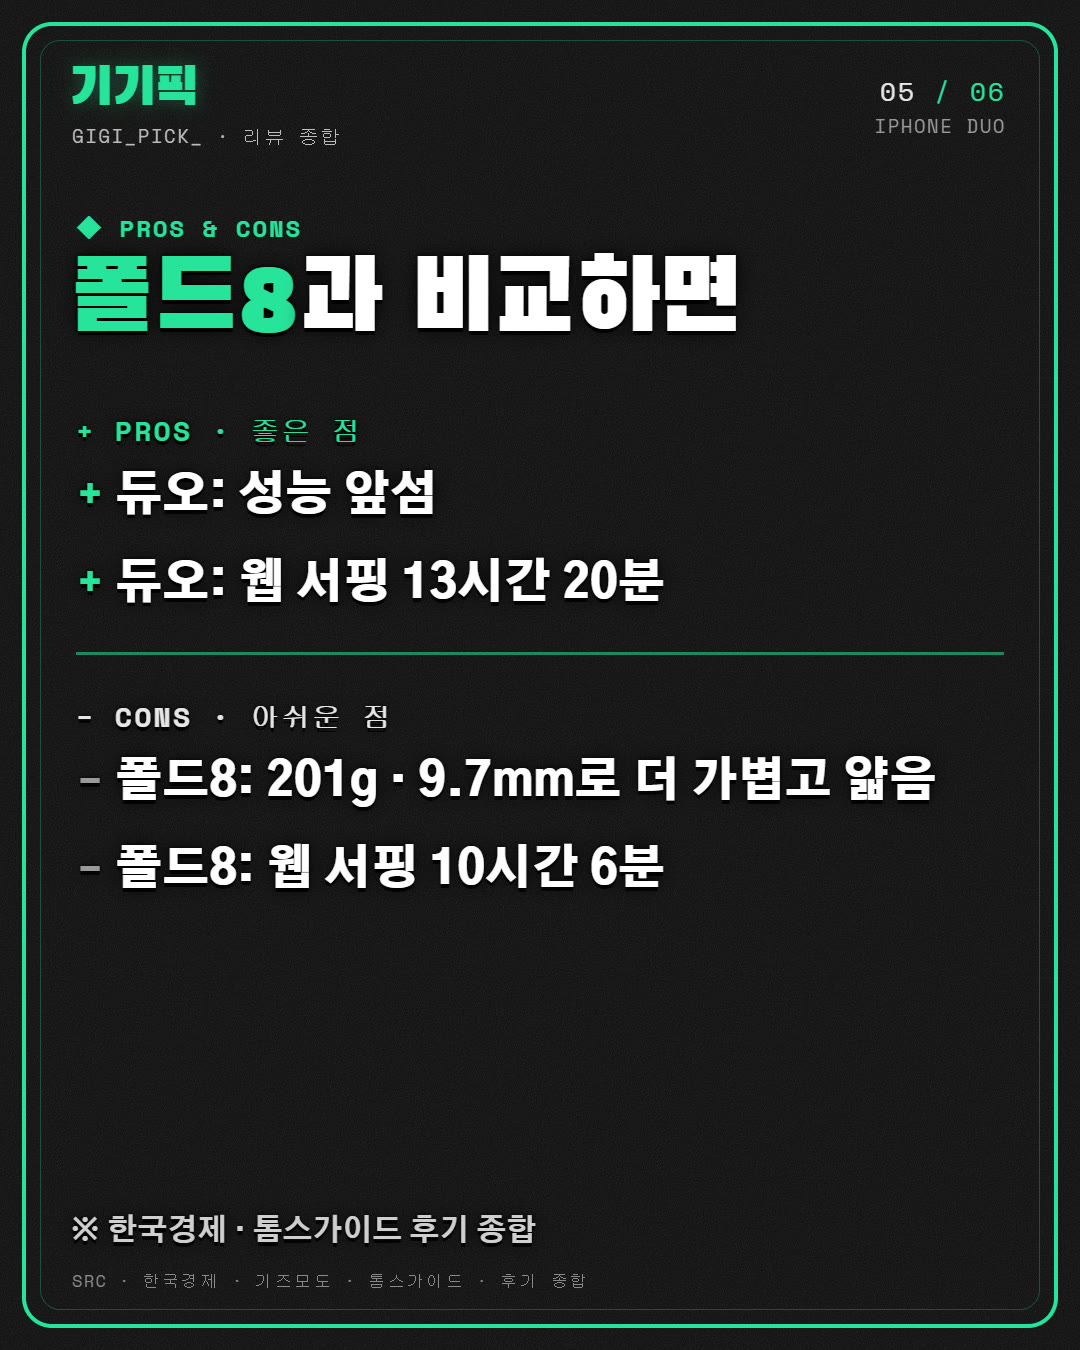 기기픽
GIGI_PICK_ · 리뷰 종합
05 / 06
IPHONE DUO
◆ PROS & CONS
폴드8과 비교하면
+ PROS · 좋은 점
+ 듀오: 성능 앞섬
+ 듀오: 웹 서핑 13시간 20분
- CONS · 아쉬운 점
- 폴드8: 201g · 9.7mm로 더 가볍고 얇음
- 폴드8: 웹 서핑 10시간 6분
※ 한국경제 · 톰스가이드 후기 종합
SRC · 한국경제 · 기즈모도 · 톰스가이드 · 후기 종합